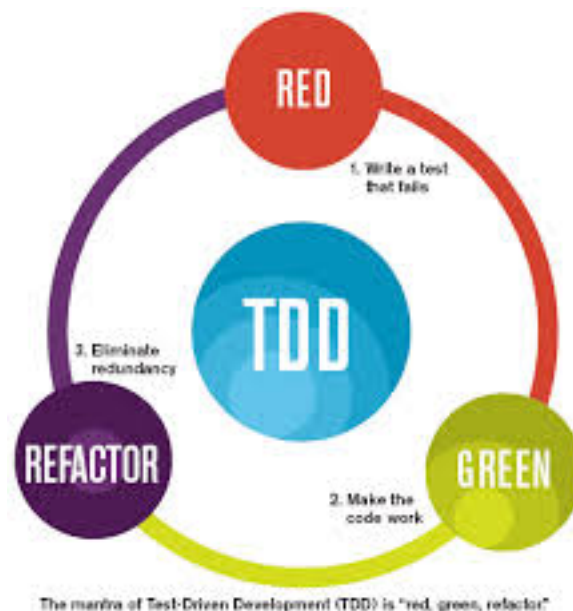 RED
1. Write a test
that fails
TDD
3. Eliminate
redundancy
REFACTOR
GREEN
2. Make the
code work
The mantra of Test-Driven Development (TDD) is "red, green, refactor"